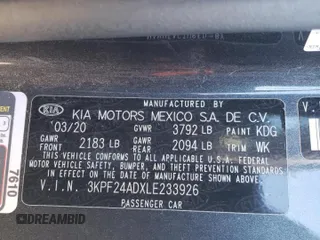 MANUFACTURED BY
KIA KIA MOTORS MEXICO S.A. DE C.V.
'03/20 GVWR 3792 LB PAINT KDG
GAWR FRONT 2183 LB GAWR REAR 2094 LB TRIM WK
THIS VEHICLE CONFORMS TO ALL APPLICABLE U.S.A. FEDERAL
MOTOR VEHICLE SAFETY, BUMPER, AND THEFT PREVENTION
STANDARDS IN EFFECT ON THE DATE OF MANUFACTURE SHOWN ABOVE.
V.I.N. 3KPF24ADXLE233926
PASSENGER CAR
7610
V.I.
DREAMBID